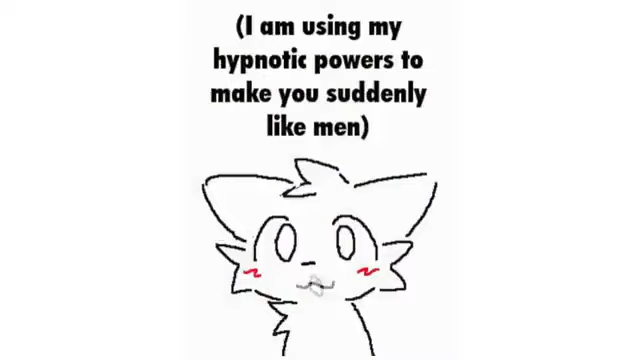 (I am using my
hypnotic powers to
make you suddenly
like men)